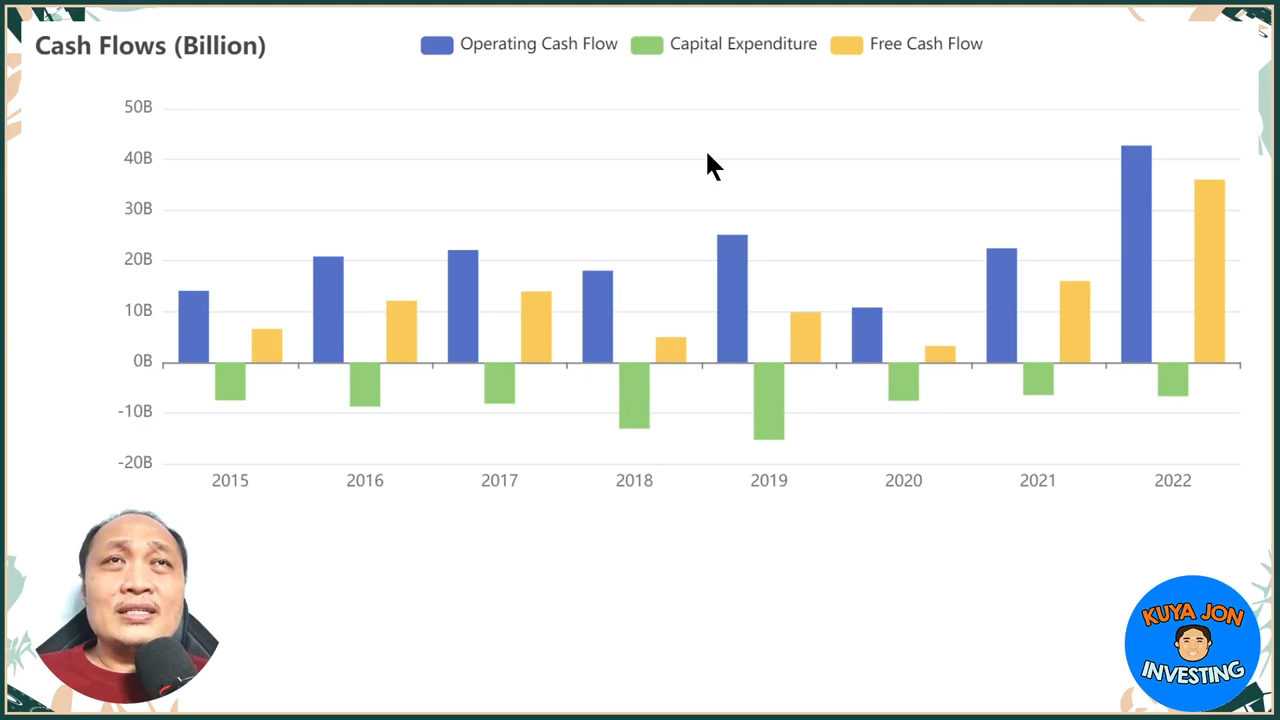 Cash Flows (Billion)
Operating Cash Flow
Capital Expenditure
Free Cash Flow
50B
40B
30B
20B
10B
0B
-10B
-20B
2015
2016
2017
2018
2019
2020
2021
2022
KUYA JON
INVESTING